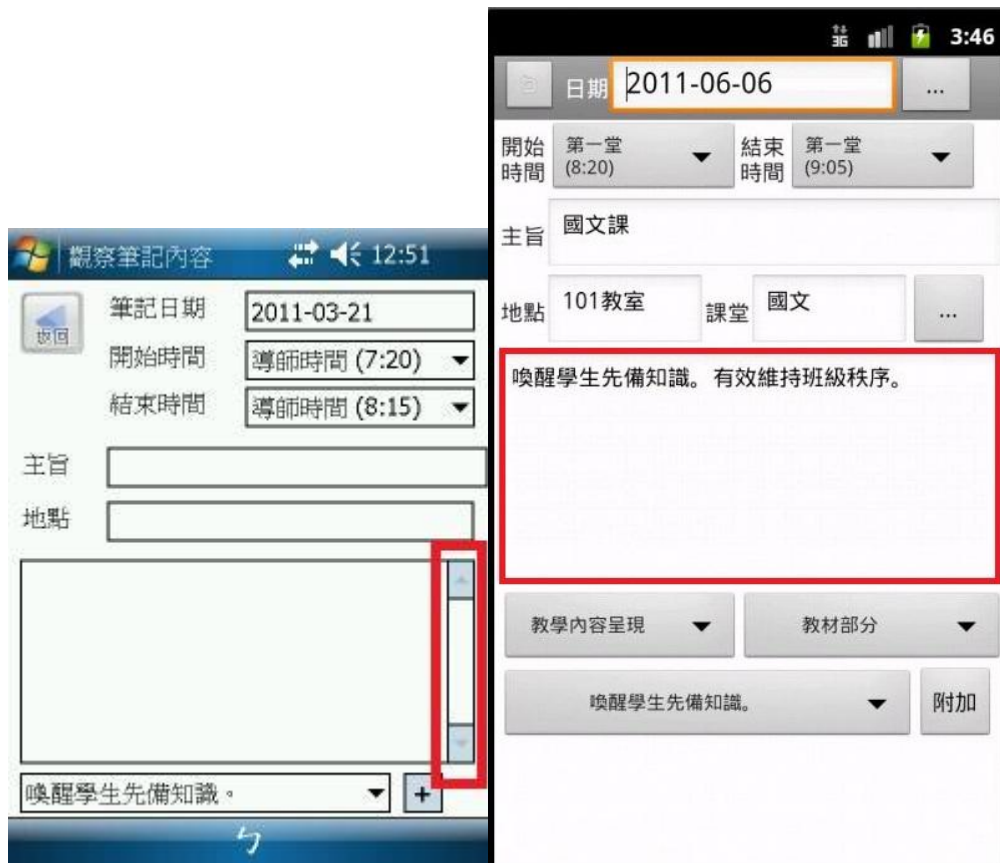 觀察筆記內容 12:51
返回
筆記日期 2011-03-21
開始時間 導師時間 (7:20)
結束時間 導師時間 (8:15)
主旨
地點
喚醒學生先備知識。 +
ㄅ
3G 3:46
日期 2011-06-06 ...
開始時間 第一堂 (8:20) 結束時間 第一堂 (9:05)
主旨 國文課
地點 101教室 課堂 國文 ...
喚醒學生先備知識。有效維持班級秩序。
教學內容呈現 教材部分
喚醒學生先備知識。 附加